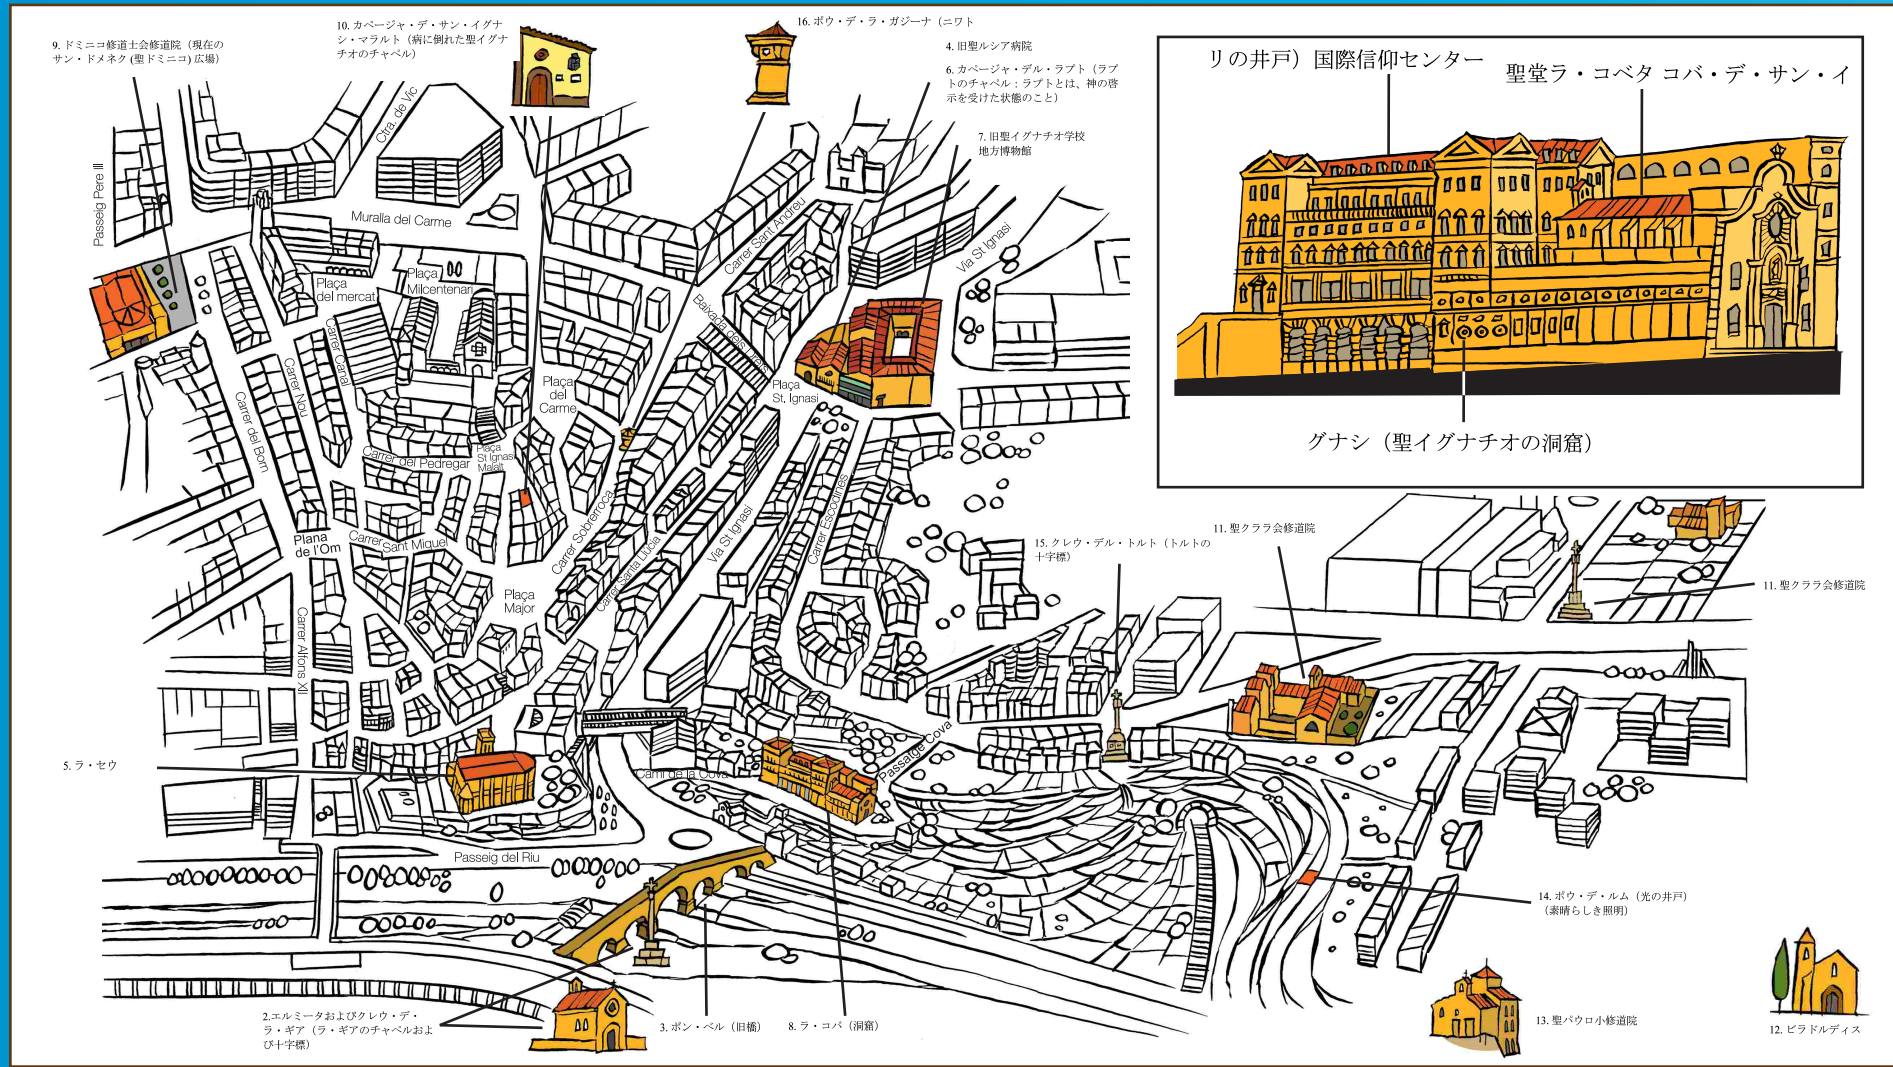 9. ドミニコ修道士会修道院（現在の
サン・ドメネク (聖ドミニコ) 広場）
10. カページャ・デ・サン・イグナ
シ・マラルト（病に倒れた聖イグナ
チオのチャペル）
16. ポウ・デ・ラ・ガジーナ（ニワト
4. 旧聖ルシア病院
6. カページャ・デル・ラプト（ラプ
トのチャペル：ラプトとは、神の啓
示を受けた状態のこと）
7. 旧聖イグナチオ学校
地方博物館
リの井戸）国際信仰センター
聖堂ラ・コベタ コバ・デ・サン・イ
グナシ（聖イグナチオの洞窟）
Passeig Pere III
Ctra. de Vic
Muralla del Carme
Plaça
del mercat
Plaça
Milcentenari
Carrer Sant Andreu
Via St Ignasi
Baixada dels Drets
Carrer Canal
Carrer Nou
Carrer del Born
Plaça
del
Carme
Plaça
St. Ignasi
Carrer del Pedregar
Plaça
St Ignasi
Malalt
Plana
de l'Om
Carrer Sant Miquel
Carrer Sobrerroca
Carrer Santa Llúcia
Via St Ignasi
Carrer Escodines
Plaça
Major
Carrer Alfons XII
15. クレウ・デル・トルト（トルトの
十字標）
11. 聖クララ会修道院
11. 聖クララ会修道院
5. ラ・セウ
Camí de la Cova
Passatge Cova
Passeig del Riu
14. ポウ・デ・ルム（光の井戸）
（素晴らしき照明）
2.エルミータおよびクレウ・デ・
ラ・ギア（ラ・ギアのチャペルおよ
び十字標）
3. ポン・ベル（旧橋）
8. ラ・コバ（洞窟）
13. 聖パウロ小修道院
12. ビラドルディス